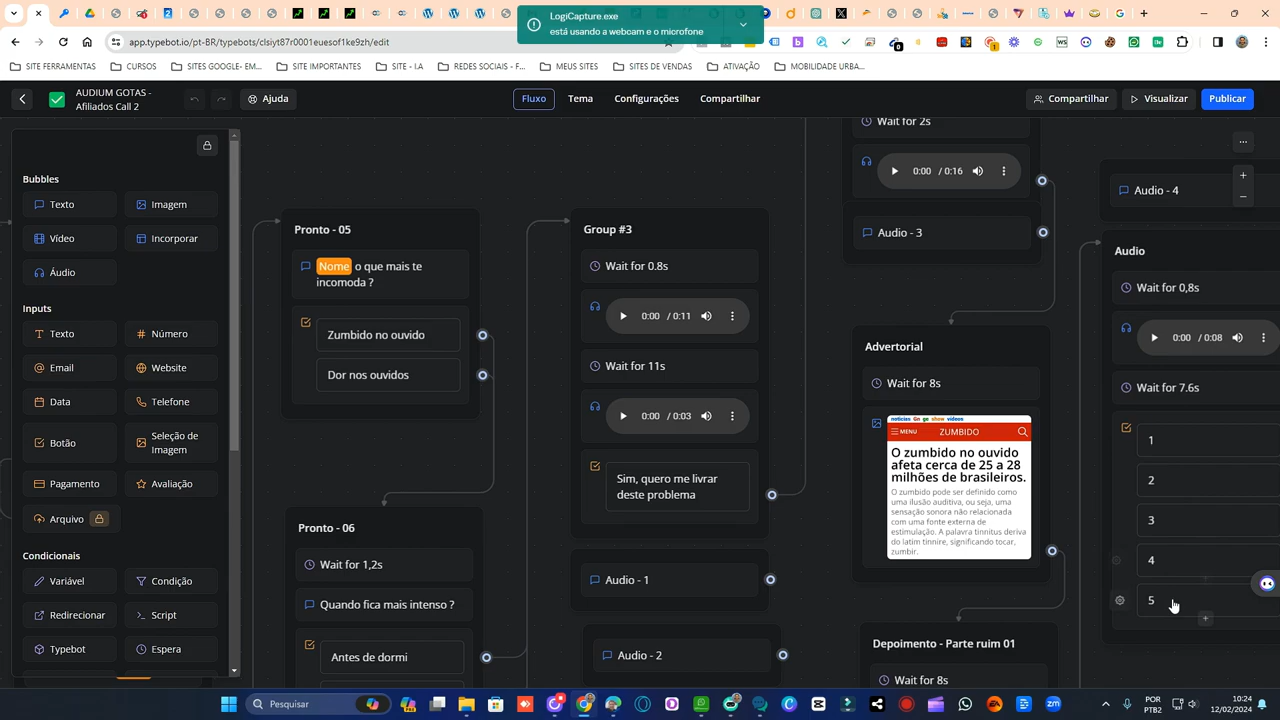 LogiCapture.exe
está usando a webcam e o microfone
app.typebot.io/pt-BR/typebots/clsiyt87r0001euesof1ke9zk/edit
SITE FERRAMENTAS
CURSOS
SITES GOOGLE- EM...
SITE IMPORTANTES
SITE - I.A
REDES SOCIAIS - F...
MEUS SITES
SITES DE VENDAS
ATIVAÇÃO
MOBILIDADE URBA...
AUDIUM GOTAS -
Afiliados Call 2
Ajuda
Fluxo
Tema
Configurações
Compartilhar
Compartilhar
Visualizar
Publicar
Bubbles
Texto
Imagem
Vídeo
Incorporar
Áudio
Inputs
Texto
Número
Email
Website
Data
Telefone
Botão
Seleção de
Imagem
Pagamento
Avaliação
Arquivo
Condicionais
Variável
Condição
Redirecionar
Script
Typebot
Espera
Pronto - 05
Nome o que mais te
incomoda ?
Zumbido no ouvido
Dor nos ouvidos
Pronto - 06
Wait for 1,2s
Quando fica mais intenso ?
Antes de dormi
Group #3
Wait for 0.8s
0:00 / 0:11
Wait for 11s
0:00 / 0:03
Sim, quero me livrar
deste problema
Audio - 1
Audio - 2
Wait for 2s
0:00 / 0:16
Audio - 3
Advertorial
Wait for 8s
notícias G1 ge show vídeos
MENU
ZUMBIDO
O zumbido no ouvido
afeta cerca de 25 a 28
milhões de brasileiros.
O zumbido pode ser definido como
uma ilusão auditiva, ou seja, uma
sensação sonora não relacionada
com uma fonte externa de
estimulação. A palavra tinnitus deriva
do latim tinnire, significando tocar,
zumbir.
Depoimento - Parte ruim 01
Wait for 8s
Audio - 4
Audio
Wait for 0,8s
0:00 / 0:08
Wait for 7.6s
1
2
3
4
5
Pesquisar
POR
PTB2
10:24
12/02/2024